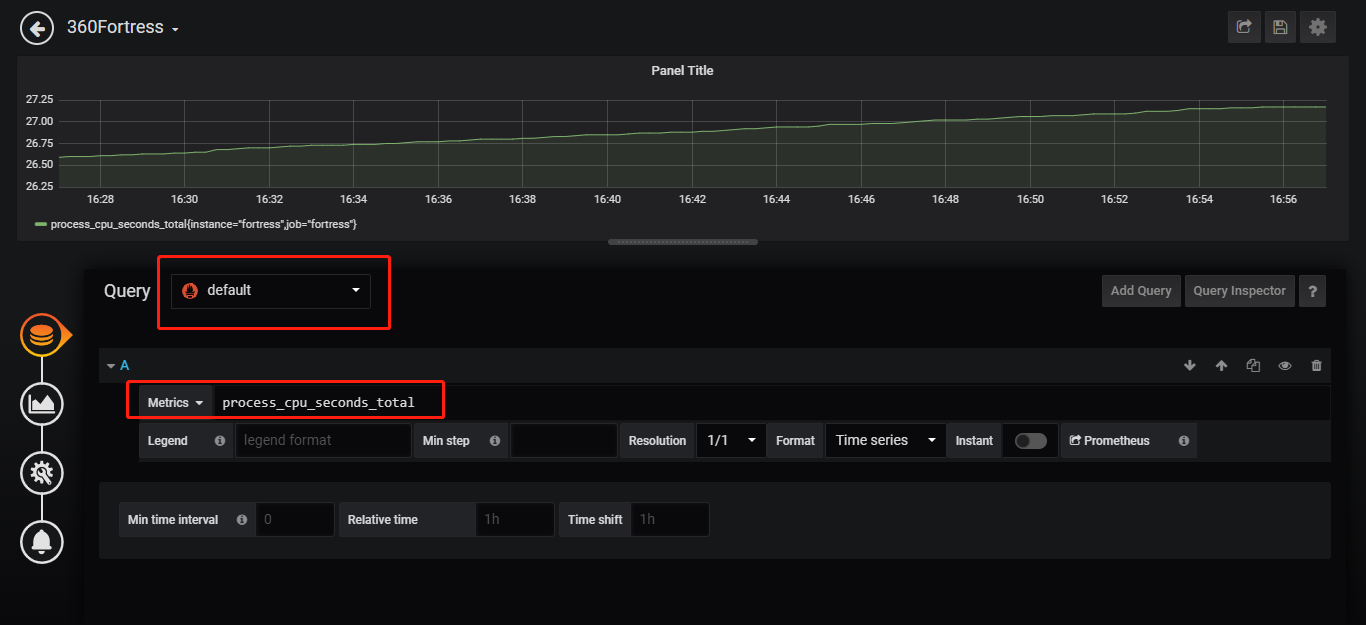 360Fortress
Panel Title
27.25
27.00
26.75
26.50
26.25
16:28 16:30 16:32 16:34 16:36 16:38 16:40 16:42 16:44 16:46 16:48 16:50 16:52 16:54 16:56
process_cpu_seconds_total{instance="fortress",job="fortress"}
Query default Add Query Query Inspector ?
A
Metrics process_cpu_seconds_total
Legend legend format Min step Resolution 1/1 Format Time series Instant Prometheus
Min time interval 0 Relative time 1h Time shift 1h